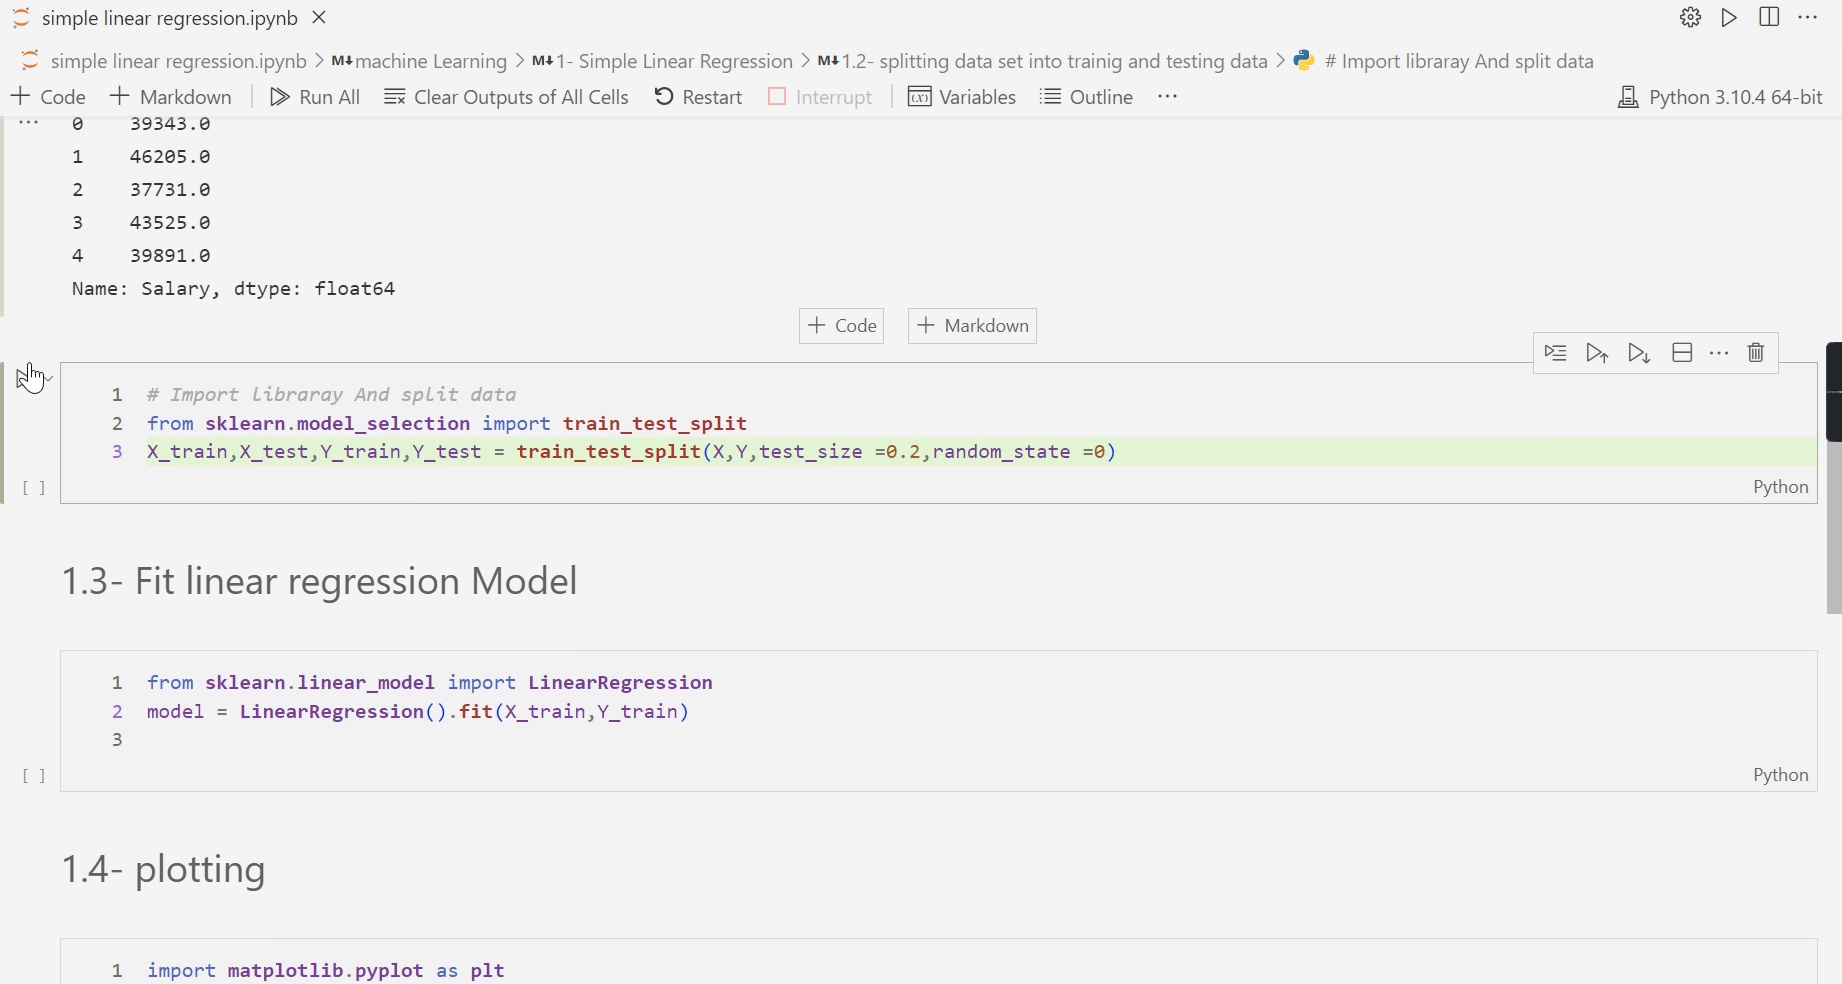 simple linear regression.ipynb
simple linear regression.ipynb > M↓ machine Learning > M↓ 1- Simple Linear Regression > M↓ 1.2- splitting data set into trainig and testing data > # Import libraray And split data
+ Code + Markdown Run All Clear Outputs of All Cells Restart Interrupt Variables Outline ... Python 3.10.4 64-bit
... 0 39343.0
1 46205.0
2 37731.0
3 43525.0
4 39891.0
Name: Salary, dtype: float64
+ Code + Markdown
1 # Import libraray And split data
2 from sklearn.model_selection import train_test_split
3 X_train,X_test,Y_train,Y_test = train_test_split(X,Y,test_size =0.2,random_state =0)
[ ] Python
1.3- Fit linear regression Model
1 from sklearn.linear_model import LinearRegression
2 model = LinearRegression().fit(X_train,Y_train)
3
[ ] Python
1.4- plotting
1 import matplotlib.pyplot as plt